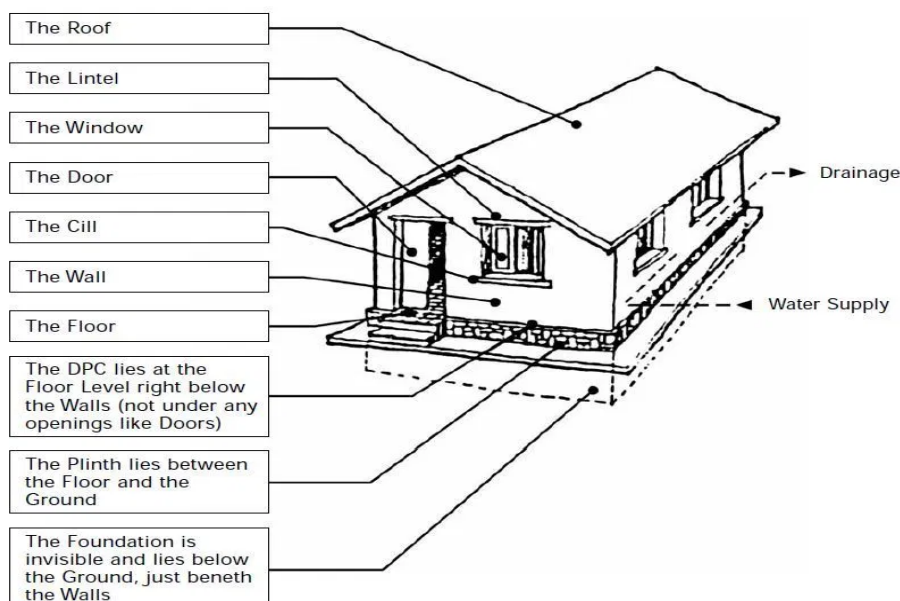 The Roof
The Lintel
The Window
The Door
Drainage
The Cill
The Wall
Water Supply
The Floor
The DPC lies at the
Floor Level right below
the Walls (not under any
openings like Doors)
The Plinth lies between
the Floor and the
Ground
The Foundation is
invisible and lies below
the Ground, just beneth
the Walls